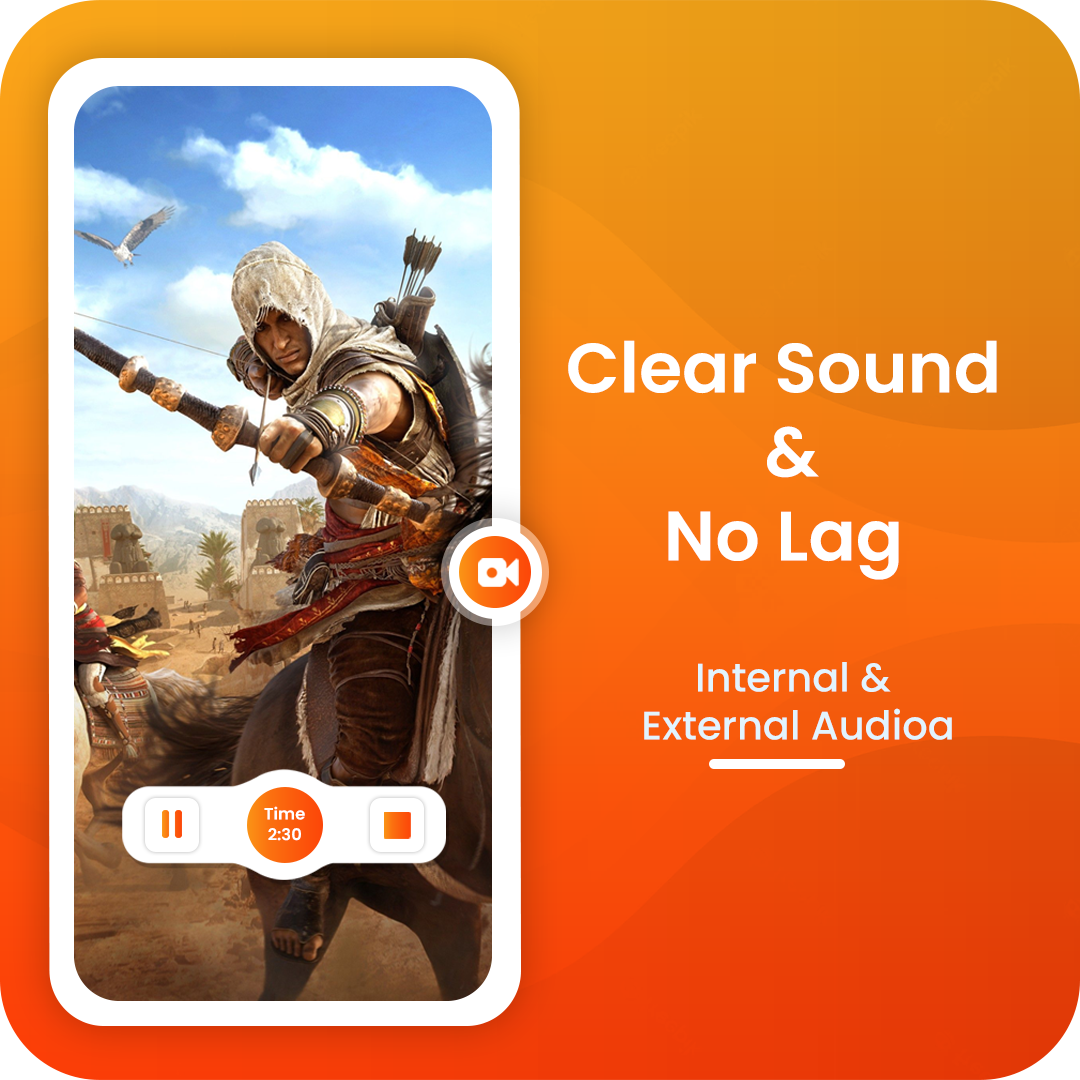 Clear Sound
&
No Lag
Internal &
External Audioa
Time
2:30